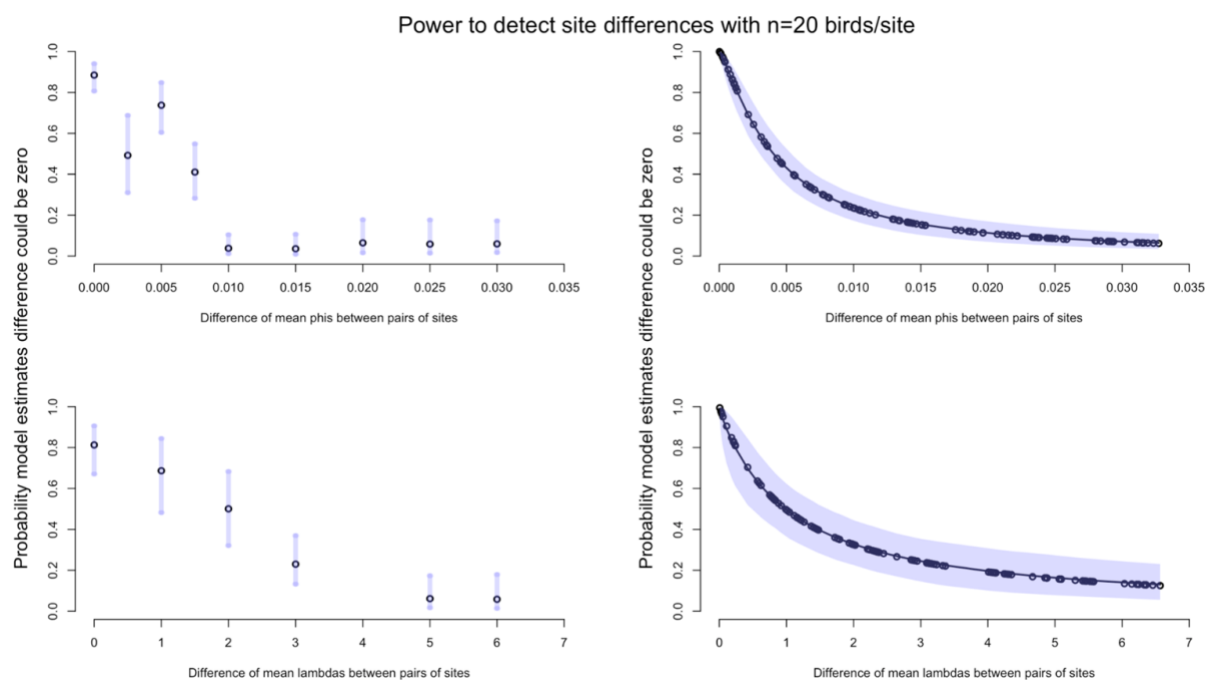 Power to detect site differences with n=20 birds/site
Probability model estimates difference could be zero
1.0
0.8
0.6
0.4
0.2
0.0
0.000 0.005 0.010 0.015 0.020 0.025 0.030 0.035
Difference of mean phis between pairs of sites
Probability model estimates difference could be zero
1.0
0.8
0.6
0.4
0.2
0.0
0.000 0.005 0.010 0.015 0.020 0.025 0.030 0.035
Difference of mean phis between pairs of sites
1.0
0.8
0.6
0.4
0.2
0.0
0 1 2 3 4 5 6 7
Difference of mean lambdas between pairs of sites
1.0
0.8
0.6
0.4
0.2
0.0
0 1 2 3 4 5 6 7
Difference of mean lambdas between pairs of sites